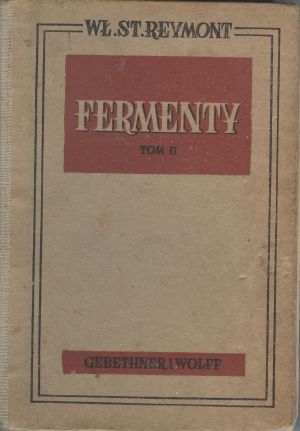 WŁ.ST.REYMONT
FERMENTY
TOM II
GEBETHNER i WOLFF